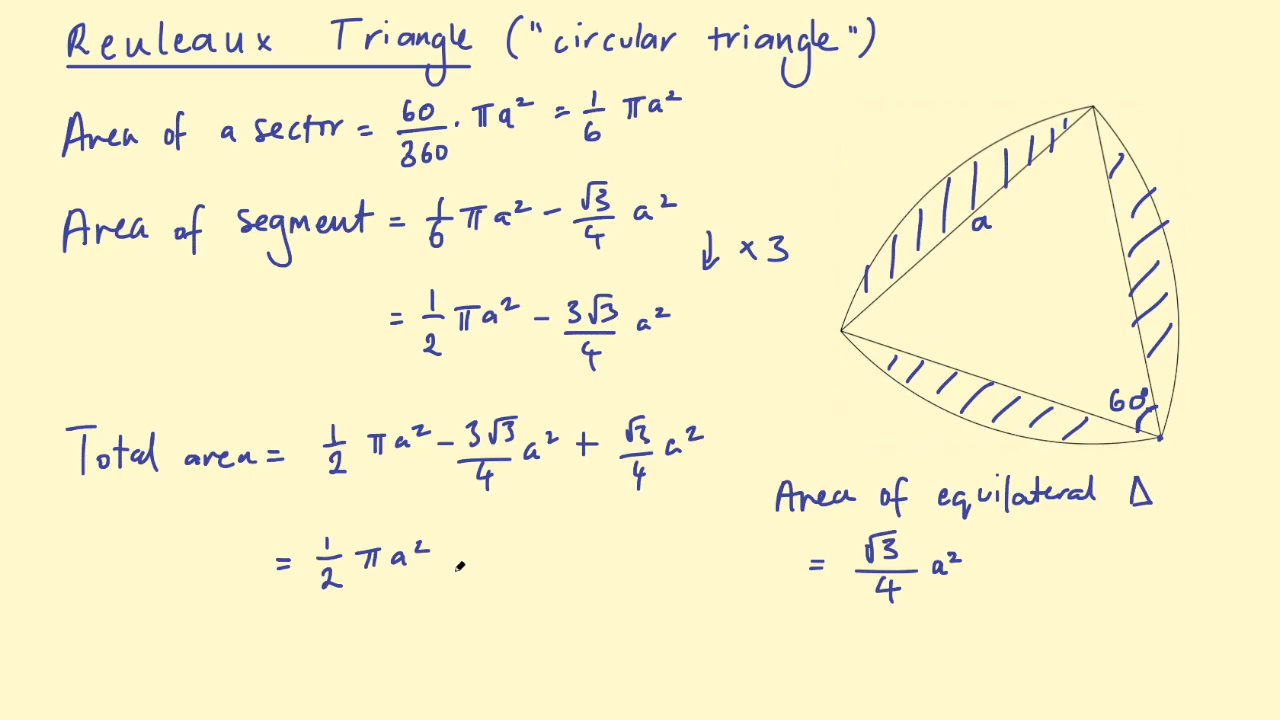 Reuleaux Triangle ("circular triangle")
Area of a sector = 60/360 · πa² = 1/6 πa²
Area of segment = 1/6 πa² − √3/4 a²
↓ × 3
= 1/2 πa² − 3√3/4 a²
Total area = 1/2 πa² − 3√3/4 a² + √3/4 a²
= 1/2 πa²
a
60°
Area of equilateral Δ
= √3/4 a²